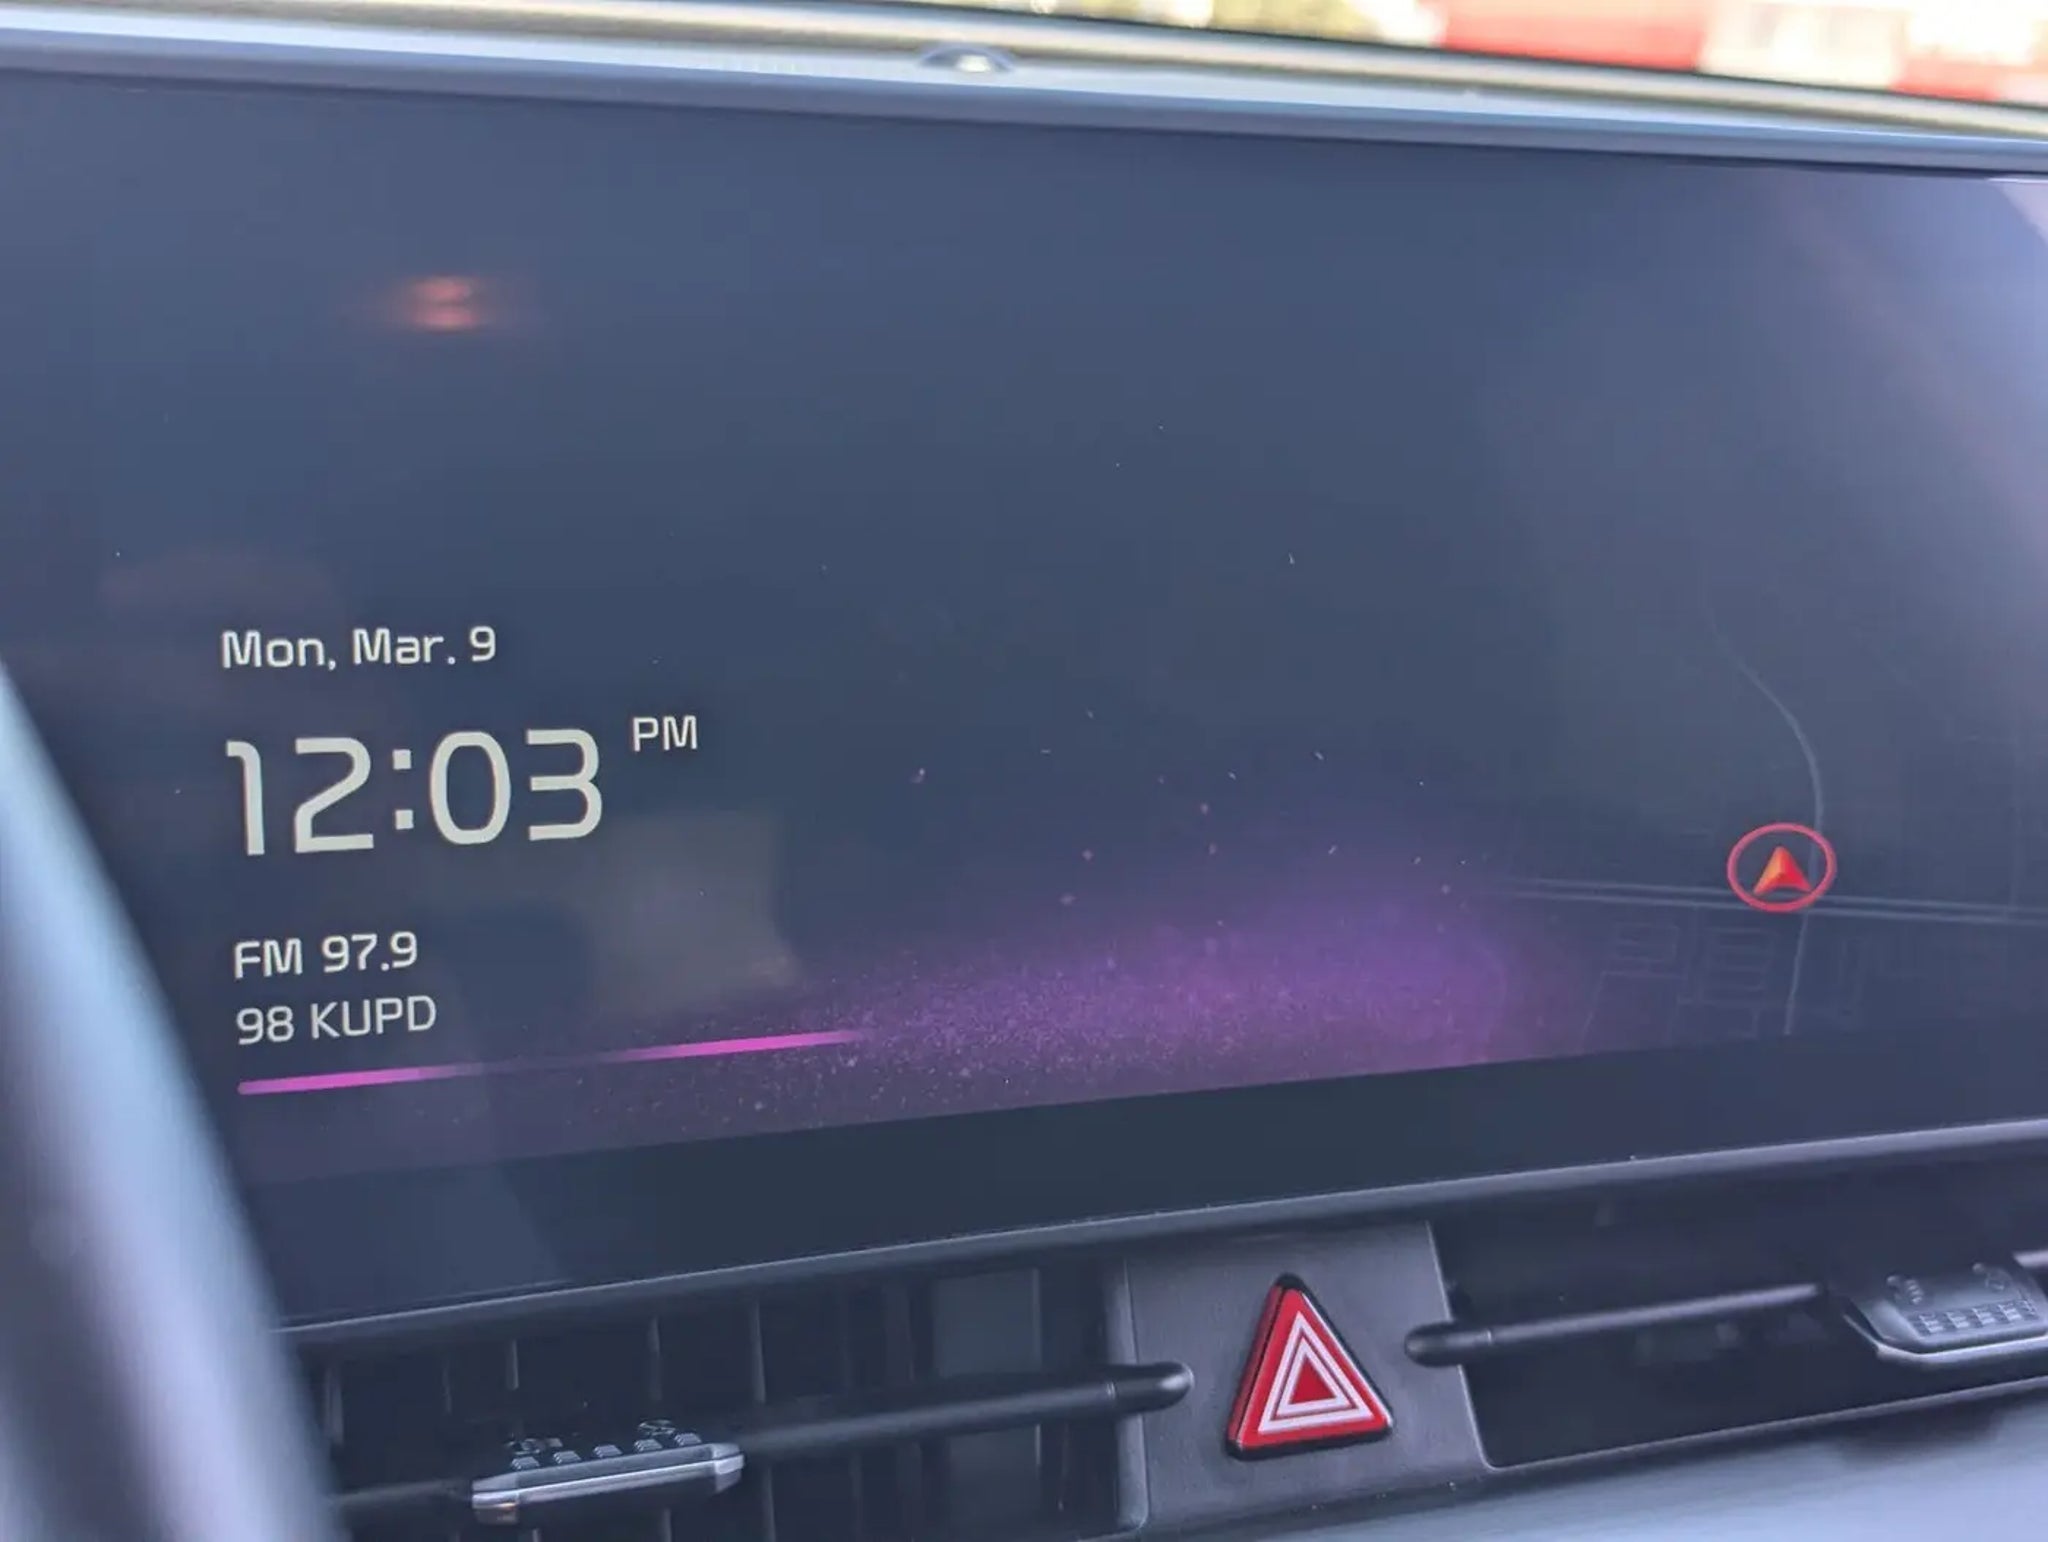 Mon, Mar. 9
12:03 PM
FM 97.9
98 KUPD